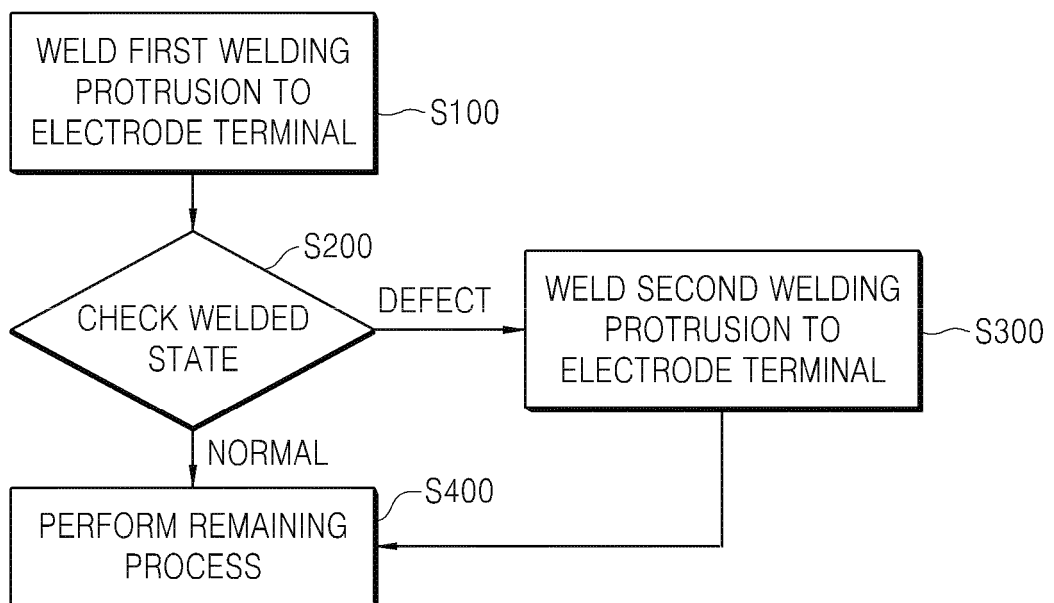 WELD FIRST WELDING
PROTRUSION TO
ELECTRODE TERMINAL
S100
S200
CHECK WELDED
STATE
DEFECT
WELD SECOND WELDING
PROTRUSION TO
ELECTRODE TERMINAL
S300
NORMAL
S400
PERFORM REMAINING
PROCESS